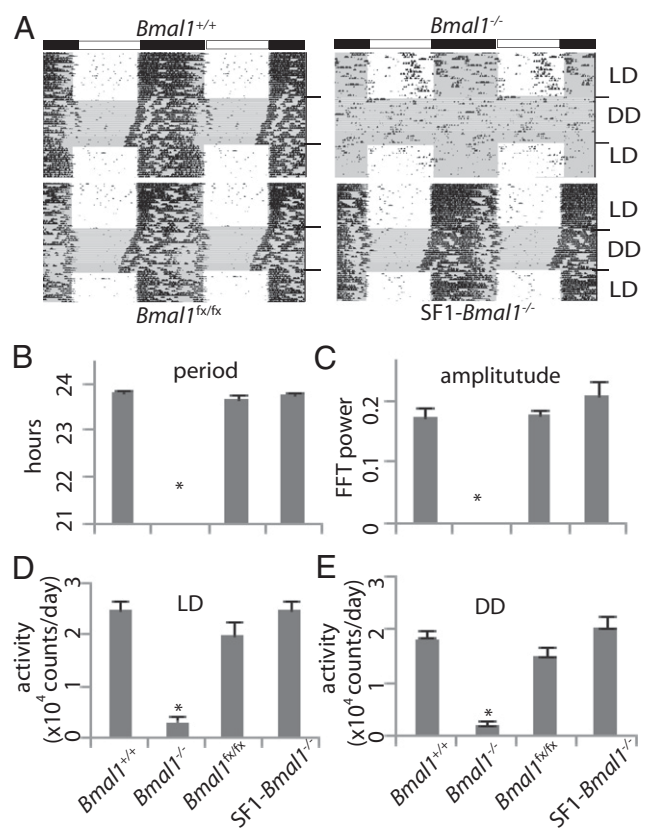 A
Bmal1+/+
Bmal1-/-
LD
DD
LD
LD
DD
LD
Bmal1fx/fx
SF1-Bmal1-/-
B
period
hours
24
23
22
21
*
C
amplitutude
FFT power
0.2
0.1
0
*
D
LD
activity
(x10⁴ counts/day)
3
2
1
0
*
Bmal1+/+
Bmal1-/-
Bmal1fx/fx
SF1-Bmal1-/-
E
DD
activity
(x10⁴ counts/day)
3
2
1
0
*
Bmal1+/+
Bmal1-/-
Bmal1fx/fx
SF1-Bmal1-/-